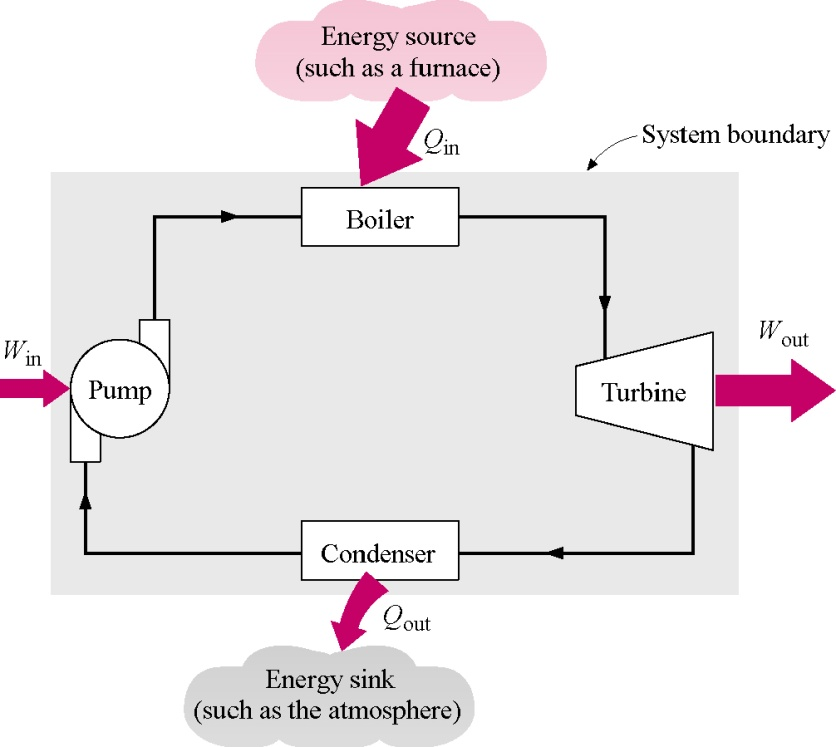 Energy source
(such as a furnace)
Qin
System boundary
Boiler
Win
Pump
Turbine
Wout
Condenser
Qout
Energy sink
(such as the atmosphere)